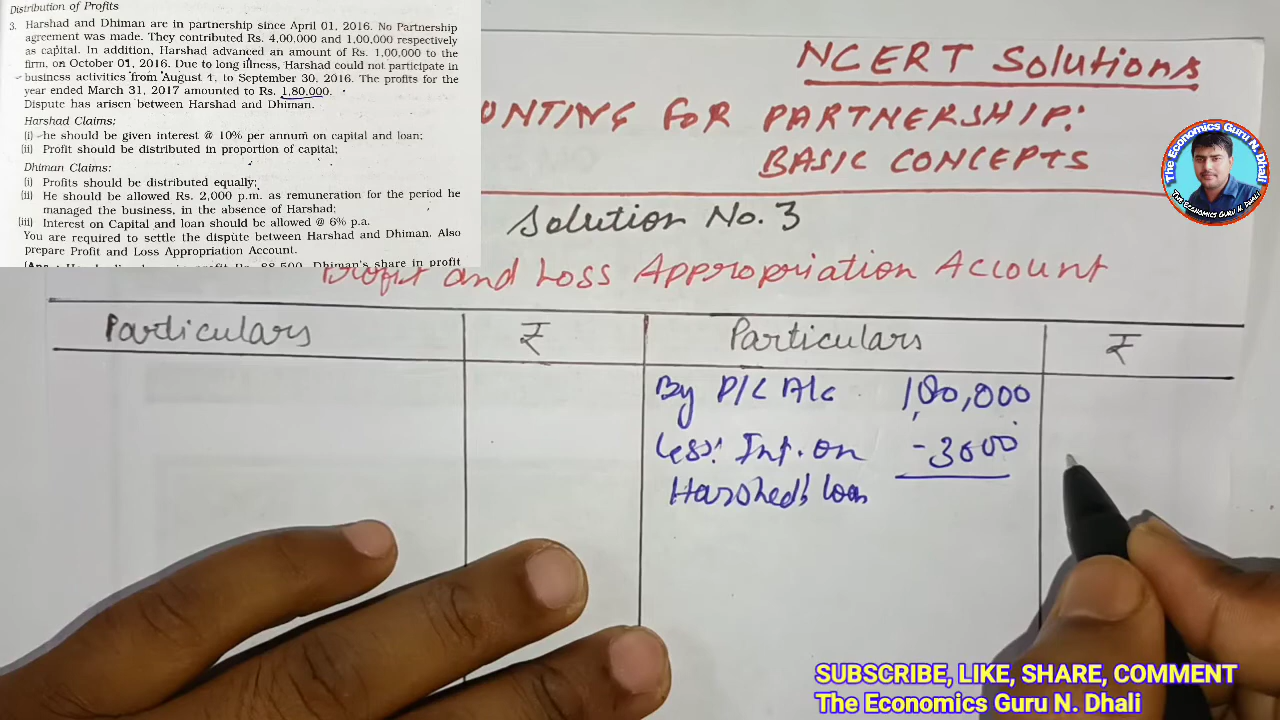 Distribution of Profits
3. Harshad and Dhiman are in partnership since April 01, 2016. No Partnership
agreement was made. They contributed Rs. 4,00,000 and 1,00,000 respectively
as capital. In addition, Harshad advanced an amount of Rs. 1,00,000 to the
firm, on October 01, 2016. Due to long illness, Harshad could not participate in
business activities from August 1, to September 30, 2016. The profits for the
year ended March 31, 2017 amounted to Rs. 1,80,000.
Dispute has arisen between Harshad and Dhiman.
Harshad Claims:
(i) he should be given interest @ 10% per annum on capital and loan;
(ii) Profit should be distributed in proportion of capital;
Dhiman Claims:
(i) Profits should be distributed equally;
(ii) He should be allowed Rs. 2,000 p.m. as remuneration for the period he
managed the business, in the absence of Harshad;
(iii) Interest on Capital and loan should be allowed @ 6% p.a.
You are required to settle the dispute between Harshad and Dhiman. Also
prepare Profit and Loss Appropriation Account.
NCERT Solutions
ONTING FOR PARTNERSHIP:
BASIC CONCEPTS
The Economics Guru N. Dhali
THE ECONOMICS GURU N. DHALI
Solution No. 3
Profit and Loss Appropriation Account
Particulars ₹ Particulars ₹
By P/L A/c 1,80,000
Less: Int. on -3000
Harshed's loan
SUBSCRIBE, LIKE, SHARE, COMMENT
The Economics Guru N. Dhali